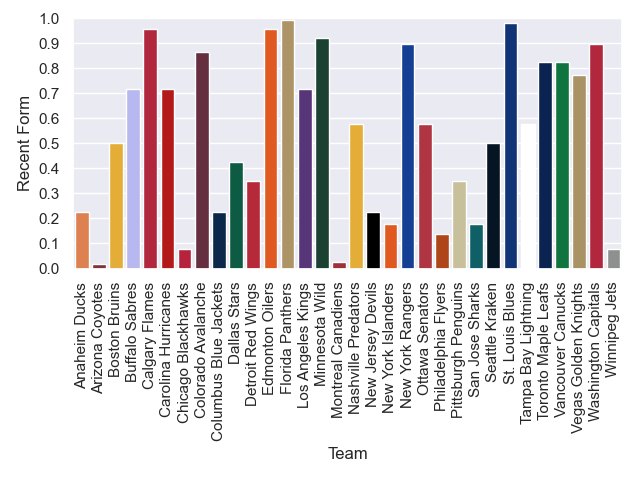 1.0
0.9
0.8
0.7
0.6
0.5
0.4
0.3
0.2
0.1
0.0
Recent Form
Anaheim Ducks
Arizona Coyotes
Boston Bruins
Buffalo Sabres
Calgary Flames
Carolina Hurricanes
Chicago Blackhawks
Colorado Avalanche
Columbus Blue Jackets
Dallas Stars
Detroit Red Wings
Edmonton Oilers
Florida Panthers
Los Angeles Kings
Minnesota Wild
Montreal Canadiens
Nashville Predators
New Jersey Devils
New York Islanders
New York Rangers
Ottawa Senators
Philadelphia Flyers
Pittsburgh Penguins
San Jose Sharks
Seattle Kraken
St. Louis Blues
Tampa Bay Lightning
Toronto Maple Leafs
Vancouver Canucks
Vegas Golden Knights
Washington Capitals
Winnipeg Jets
Team